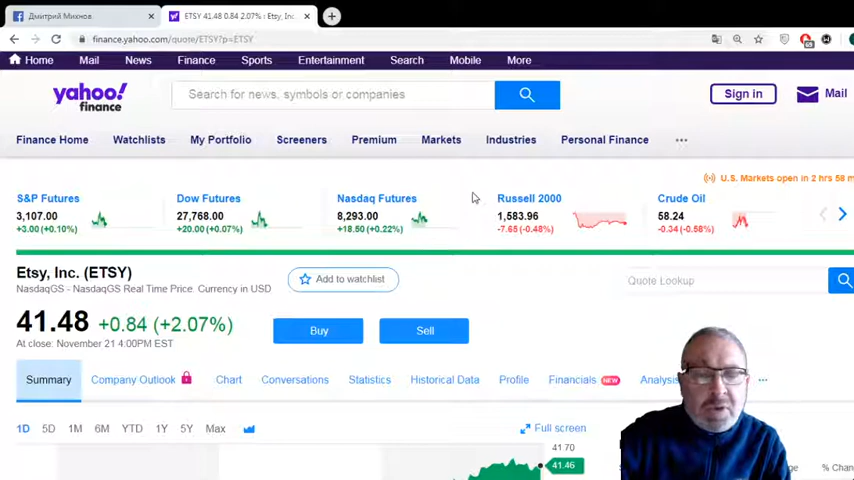 Дмитрий Михнов
ETSY 41.48 0.84 2.07% : Etsy, Inc.
finance.yahoo.com/quote/ETSY?p=ETSY
Home Mail News Finance Sports Entertainment Search Mobile More
yahoo!
finance
Search for news, symbols or companies
Sign in
Mail
Finance Home Watchlists My Portfolio Screeners Premium Markets Industries Personal Finance ...
U.S. Markets open in 2 hrs 58 m
S&P Futures
3,107.00
+3.00 (+0.10%)
Dow Futures
27,768.00
+20.00 (+0.07%)
Nasdaq Futures
8,293.00
+18.50 (+0.22%)
Russell 2000
1,583.96
-7.65 (-0.48%)
Crude Oil
58.24
-0.34 (-0.58%)
Etsy, Inc. (ETSY)
NasdaqGS - NasdaqGS Real Time Price. Currency in USD
Add to watchlist
Quote Lookup
41.48 +0.84 (+2.07%)
At close: November 21 4:00PM EST
Buy
Sell
Summary Company Outlook Chart Conversations Statistics Historical Data Profile Financials NEW Analysis ...
1D 5D 1M 6M YTD 1Y 5Y Max
Full screen
41.70
41.46
% Chan